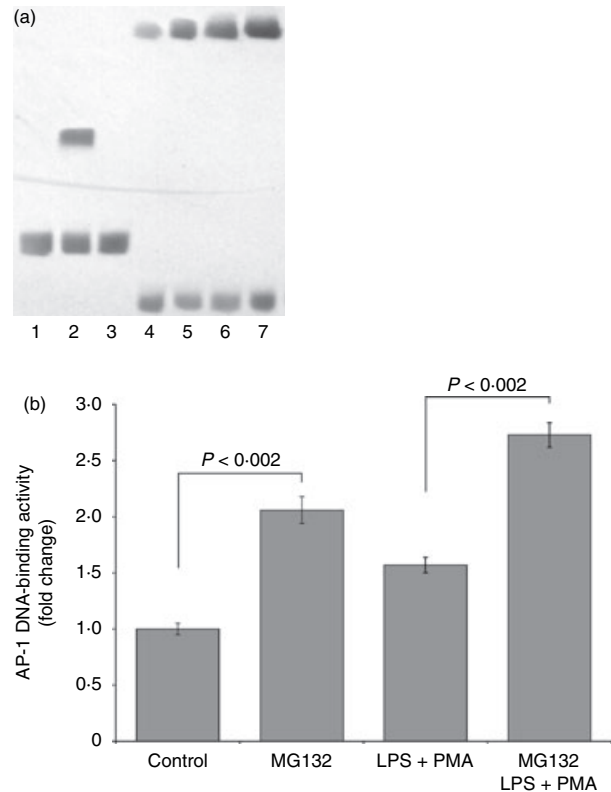 (a)
1 2 3 4 5 6 7
(b)
AP-1 DNA-binding activity
(fold change)
3·0
2·5
2·0
1·5
1·0
0·5
0
P < 0·002
P < 0·002
Control MG132 LPS + PMA MG132
LPS + PMA